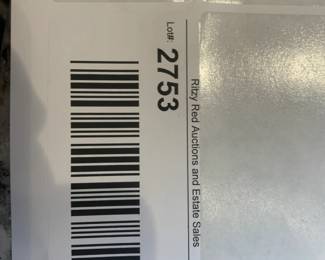 Ritzy Red Auctions and Estate Sales
Lot#: 2753